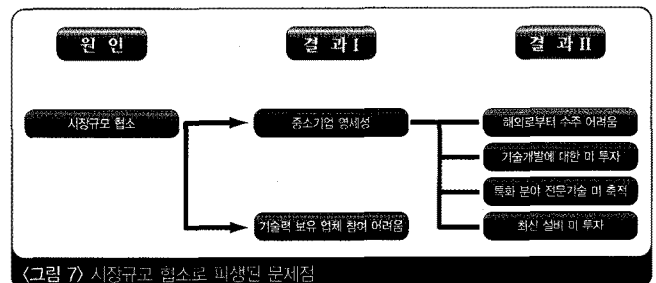 원 인
결 과 I
결 과 II
시장규모 협소
중소기업 영세성
해외로부터 수주 어려움
기술개발에 대한 미 투자
특화 분야 전문기술 미 축적
기술력 보유 업체 참여 어려움
최신 설비 미 투자
〈그림 7〉 시장규모 협소로 파생된 문제점